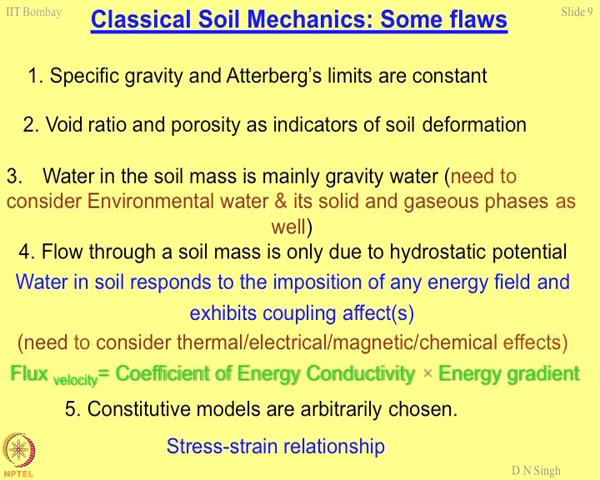 IIT Bombay
Classical Soil Mechanics: Some flaws
Slide 9
1. Specific gravity and Atterberg's limits are constant
2. Void ratio and porosity as indicators of soil deformation
3. Water in the soil mass is mainly gravity water (need to
consider Environmental water & its solid and gaseous phases as
well)
4. Flow through a soil mass is only due to hydrostatic potential
Water in soil responds to the imposition of any energy field and
exhibits coupling affect(s)
(need to consider thermal/electrical/magnetic/chemical effects)
Flux velocity= Coefficient of Energy Conductivity × Energy gradient
5. Constitutive models are arbitrarily chosen.
Stress-strain relationship
NPTEL
D N Singh